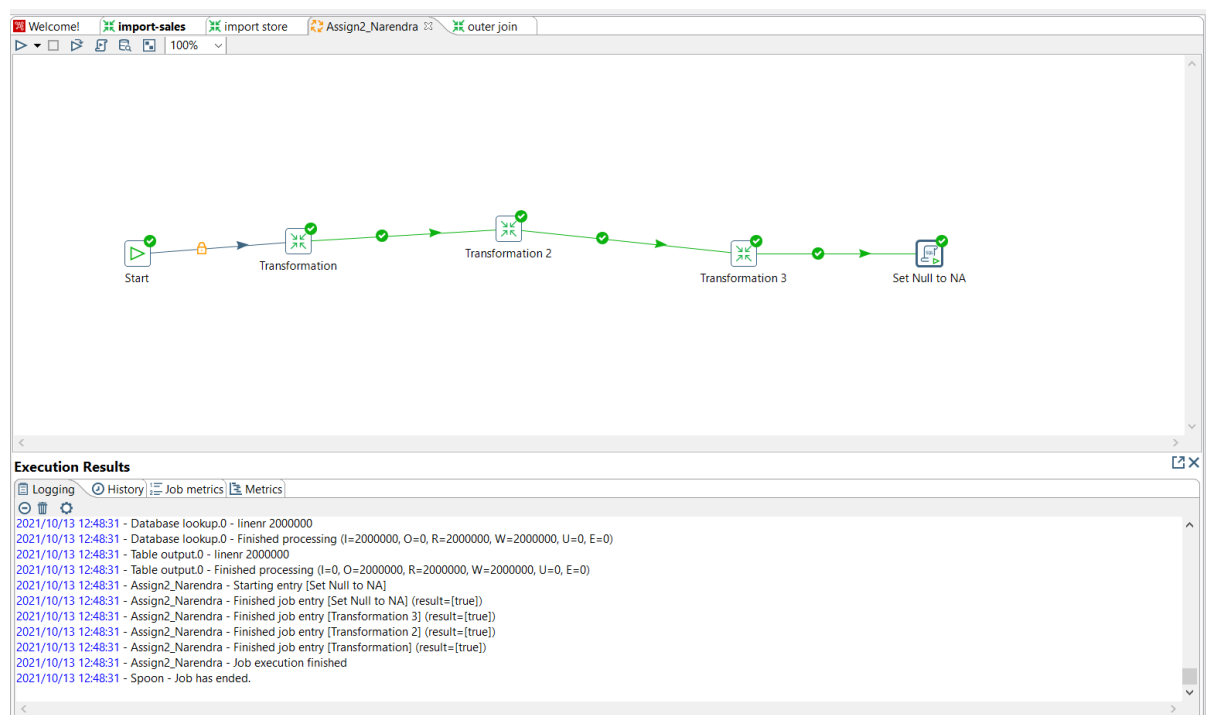 Welcome! import-sales import store Assign2_Narendra outer join
100%
Start
Transformation
Transformation 2
Transformation 3
Set Null to NA
Execution Results
Logging History Job metrics Metrics
2021/10/13 12:48:31 - Database lookup.0 - linenr 2000000
2021/10/13 12:48:31 - Database lookup.0 - Finished processing (I=2000000, O=0, R=2000000, W=2000000, U=0, E=0)
2021/10/13 12:48:31 - Table output.0 - linenr 2000000
2021/10/13 12:48:31 - Table output.0 - Finished processing (I=0, O=2000000, R=2000000, W=2000000, U=0, E=0)
2021/10/13 12:48:31 - Assign2_Narendra - Starting entry [Set Null to NA]
2021/10/13 12:48:31 - Assign2_Narendra - Finished job entry [Set Null to NA] (result=[true])
2021/10/13 12:48:31 - Assign2_Narendra - Finished job entry [Transformation 3] (result=[true])
2021/10/13 12:48:31 - Assign2_Narendra - Finished job entry [Transformation 2] (result=[true])
2021/10/13 12:48:31 - Assign2_Narendra - Finished job entry [Transformation] (result=[true])
2021/10/13 12:48:31 - Assign2_Narendra - Job execution finished
2021/10/13 12:48:31 - Spoon - Job has ended.